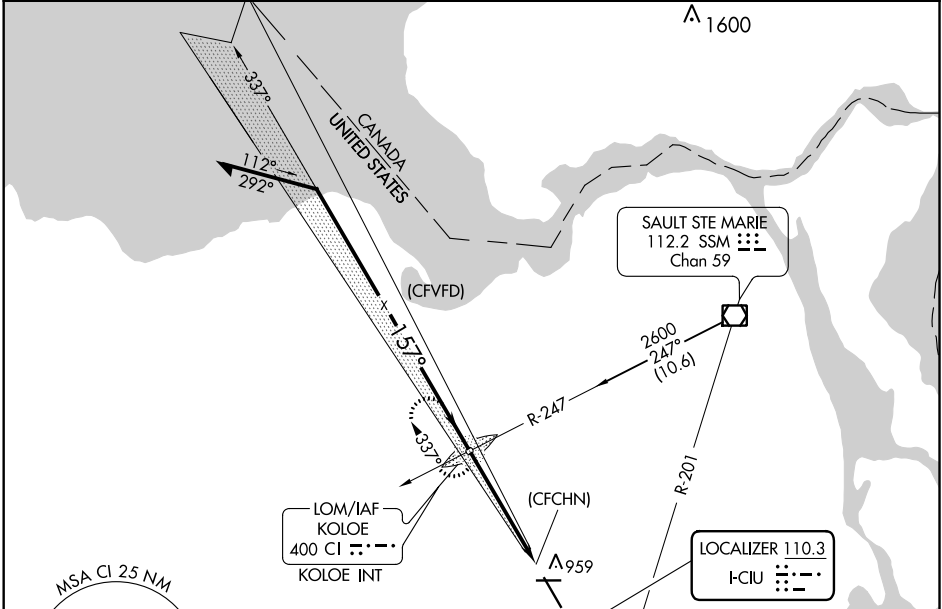 1600
337°
CANADA
UNITED STATES
112°
292°
SAULT STE MARIE
112.2 SSM
Chan 59
(CFVFD)
157°
2600
247°
(10.6)
R-247
337°
R-201
LOM/IAF
KOLOE
400 CI
KOLOE INT
(CFCHN)
959
LOCALIZER 110.3
I-CIU
MSA CI 25 NM